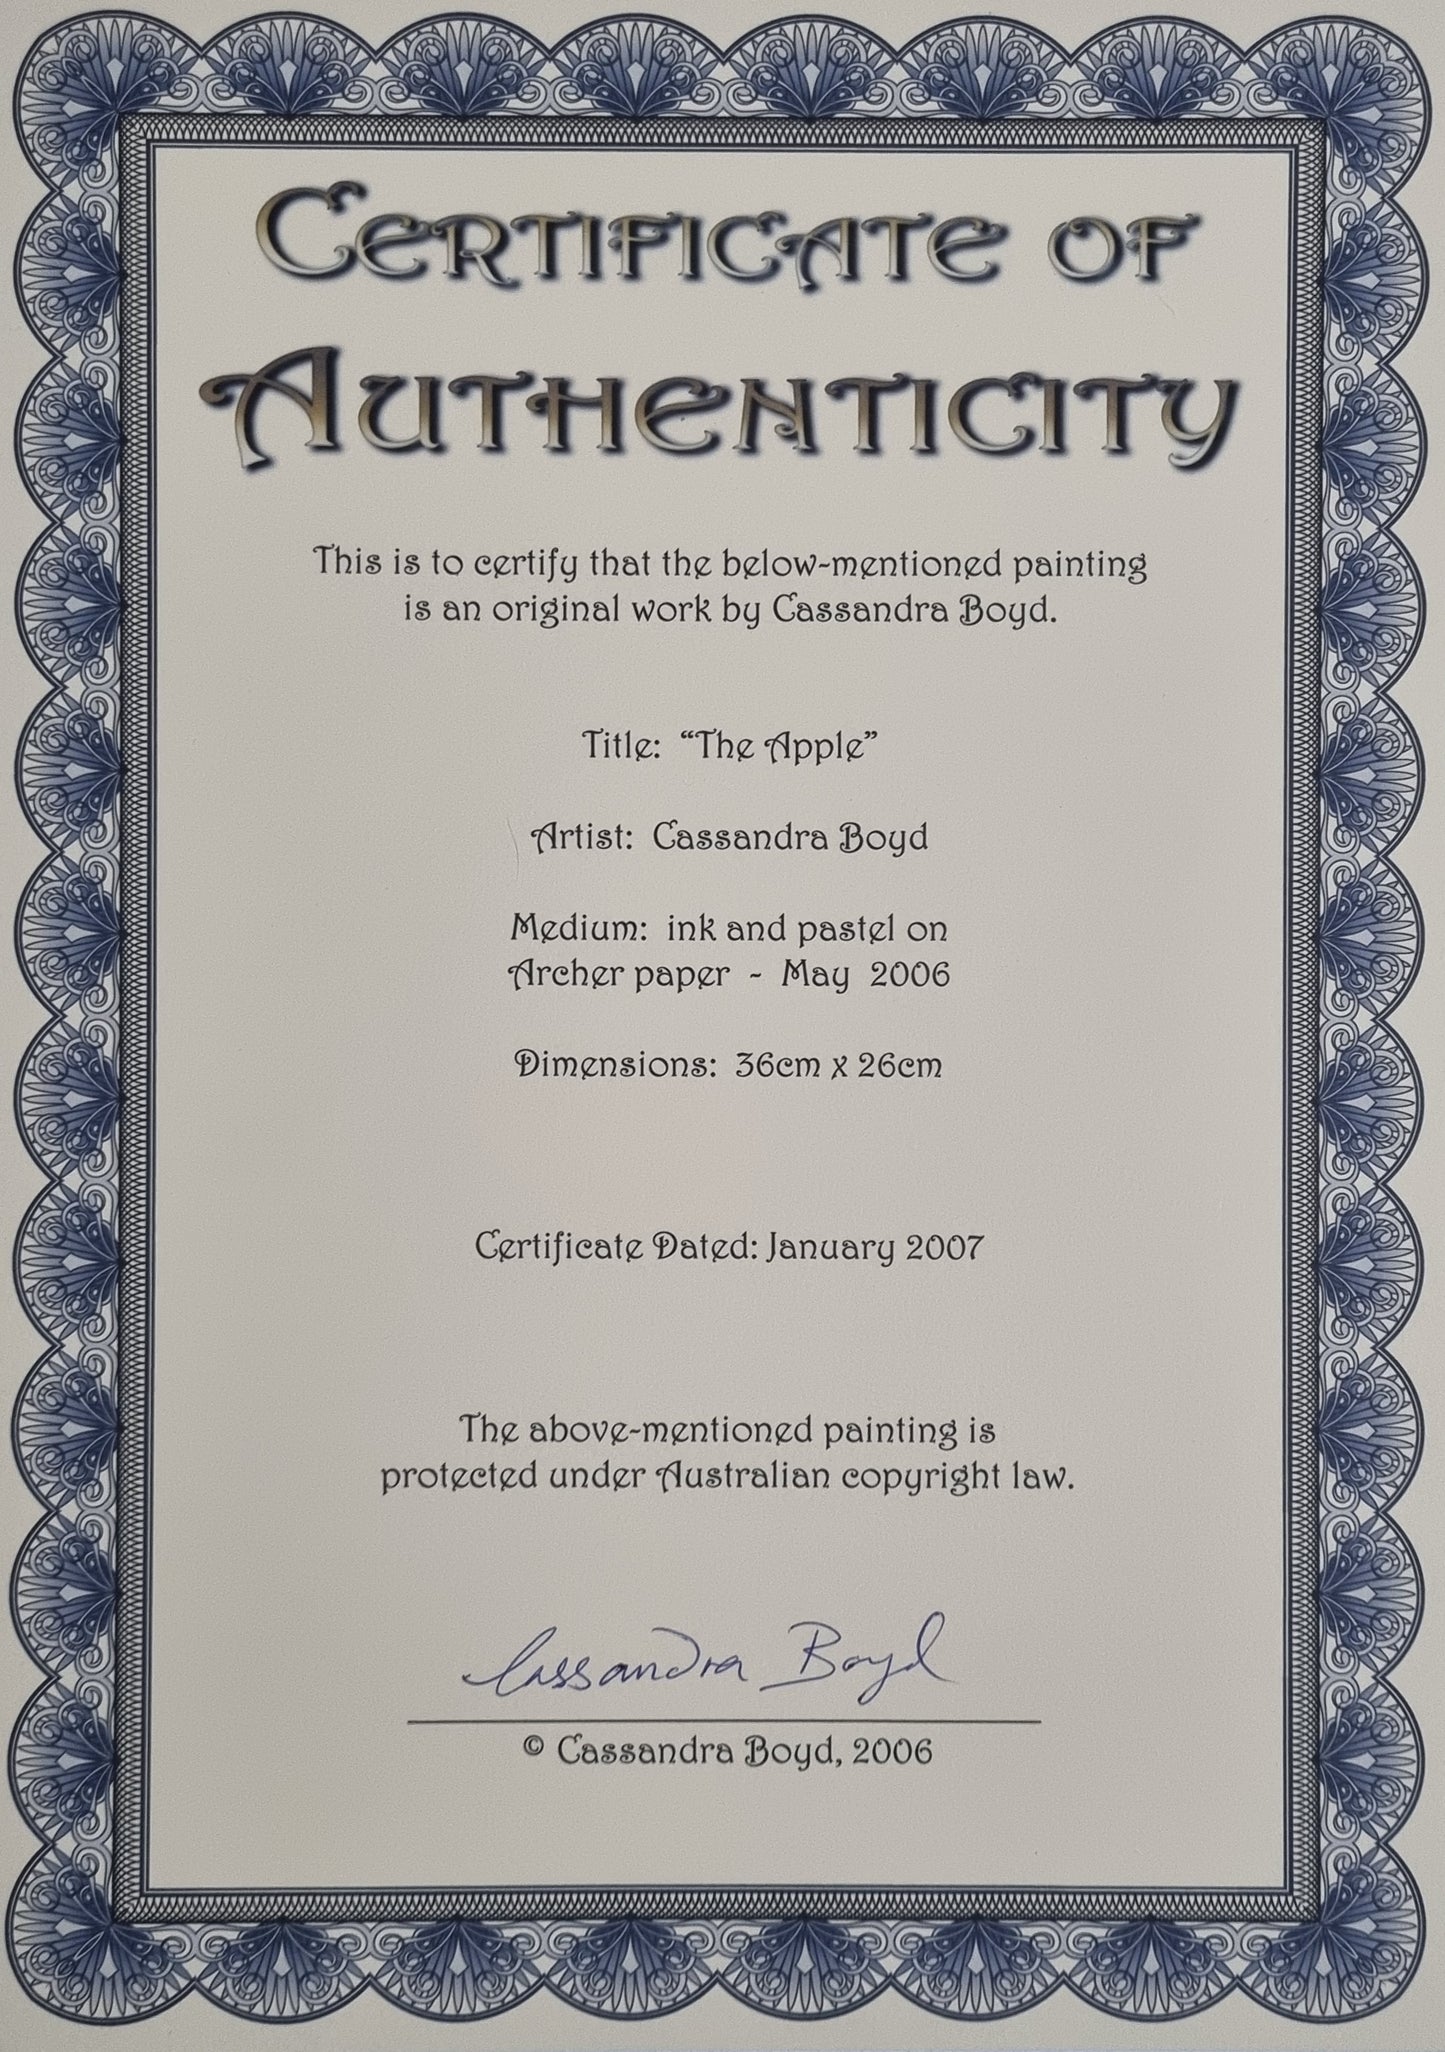 Certificate of
Authenticity
This is to certify that the below-mentioned painting
is an original work by Cassandra Boyd.
Title: “The Apple”
Artist: Cassandra Boyd
Medium: ink and pastel on
Archer paper - May 2006
Dimensions: 36cm x 26cm
Certificate Dated: January 2007
The above-mentioned painting is
protected under Australian copyright law.
Cassandra Boyd
© Cassandra Boyd, 2006